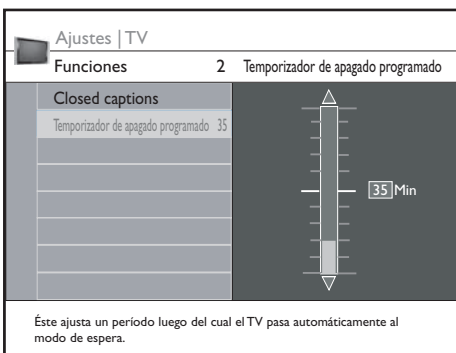 Ajustes | TV
Funciones 2 Temporizador de apagado programado
Closed captions
Temporizador de apagado programado 35
35 Min
Éste ajusta un período luego del cual el TV pasa automáticamente al
modo de espera.